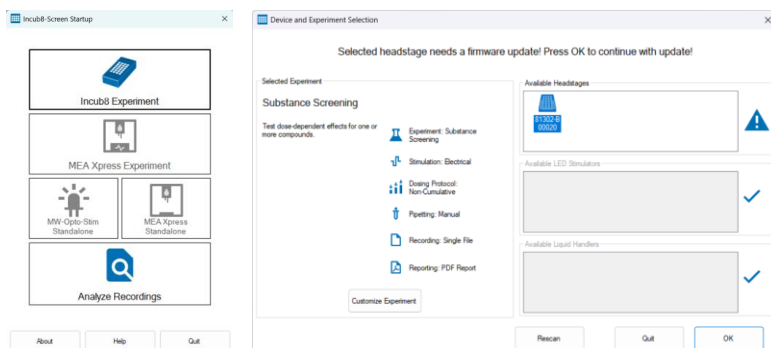 Incub8-Screen Startup
Incub8 Experiment
MEA Xpress Experiment
MW-Opto-Stim
Standalone
MEA Xpress
Standalone
Analyze Recordings
About
Help
Quit
Device and Experiment Selection
Selected headstage needs a firmware update! Press OK to continue with update!
Selected Experiment
Substance Screening
Test dose-dependent effects for one or
more compounds.
Experiment: Substance
Screening
Stimulation: Electrical
Dosing Protocol:
Non-Cumulative
Pipetting: Manual
Recording: Single File
Reporting: PDF Report
Customize Experiment
Available Headstages
81302-B
00020
Available LED Stimulators
Available Liquid Handlers
Rescan
Quit
OK